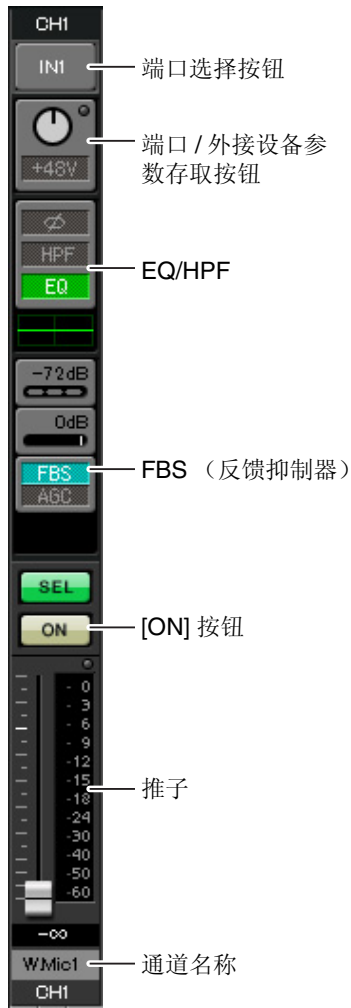 CH1
IN1
端口选择按钮
+48V
端口 / 外接设备参
数存取按钮
HPF
EQ
EQ/HPF
-72dB
0dB
FBS
AGC
FBS （反馈抑制器）
SEL
ON
[ON] 按钮
- 0
- 3
- 6
- 9
-12
-15
-18
-24
-30
-40
-50
-60
推子
-∞
W.Mic1
通道名称
CH1